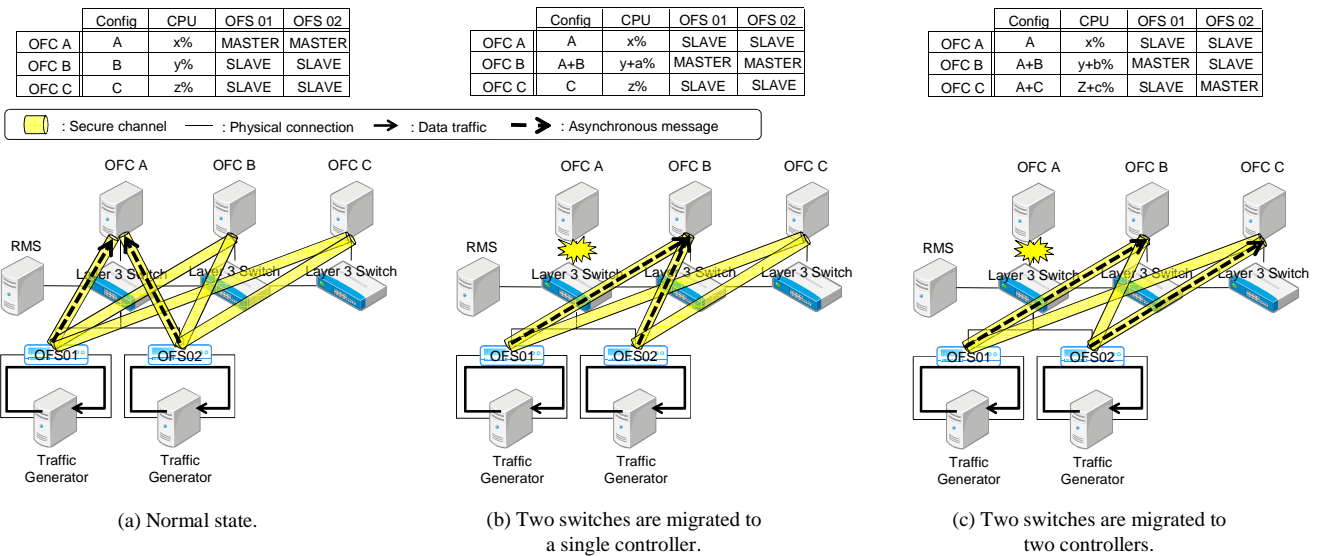 Config CPU OFS 01 OFS 02
OFC A A x% MASTER MASTER
OFC B B y% SLAVE SLAVE
OFC C C z% SLAVE SLAVE
Config CPU OFS 01 OFS 02
OFC A A x% SLAVE SLAVE
OFC B A+B y+a% MASTER MASTER
OFC C C z% SLAVE SLAVE
Config CPU OFS 01 OFS 02
OFC A A x% SLAVE SLAVE
OFC B A+B y+b% MASTER SLAVE
OFC C A+C Z+c% SLAVE MASTER
: Secure channel : Physical connection : Data traffic : Asynchronous message
OFC A OFC B OFC C
RMS
Layer 3 Switch Layer 3 Switch Layer 3 Switch
OFS01 OFS02
Traffic Generator Traffic Generator
(a) Normal state.
OFC A OFC B OFC C
RMS
Layer 3 Switch Layer 3 Switch Layer 3 Switch
OFS01 OFS02
Traffic Generator Traffic Generator
(b) Two switches are migrated to
a single controller.
OFC A OFC B OFC C
RMS
Layer 3 Switch Layer 3 Switch Layer 3 Switch
OFS01 OFS02
Traffic Generator Traffic Generator
(c) Two switches are migrated to
two controllers.